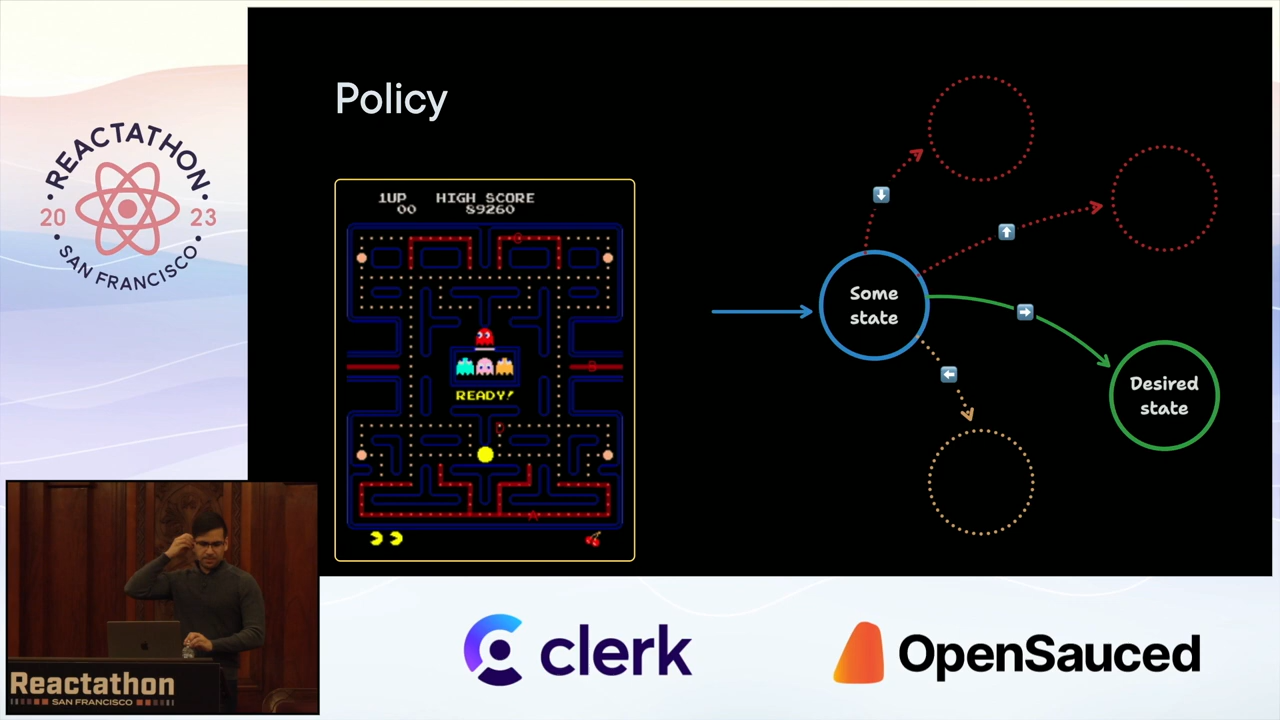 REACTATHON
20 23
SAN FRANCISCO
Policy
1UP HIGH SCORE
00 89260
READY!
Some
state
Desired
state
Reactathon
SAN FRANCISCO
clerk
OpenSauced